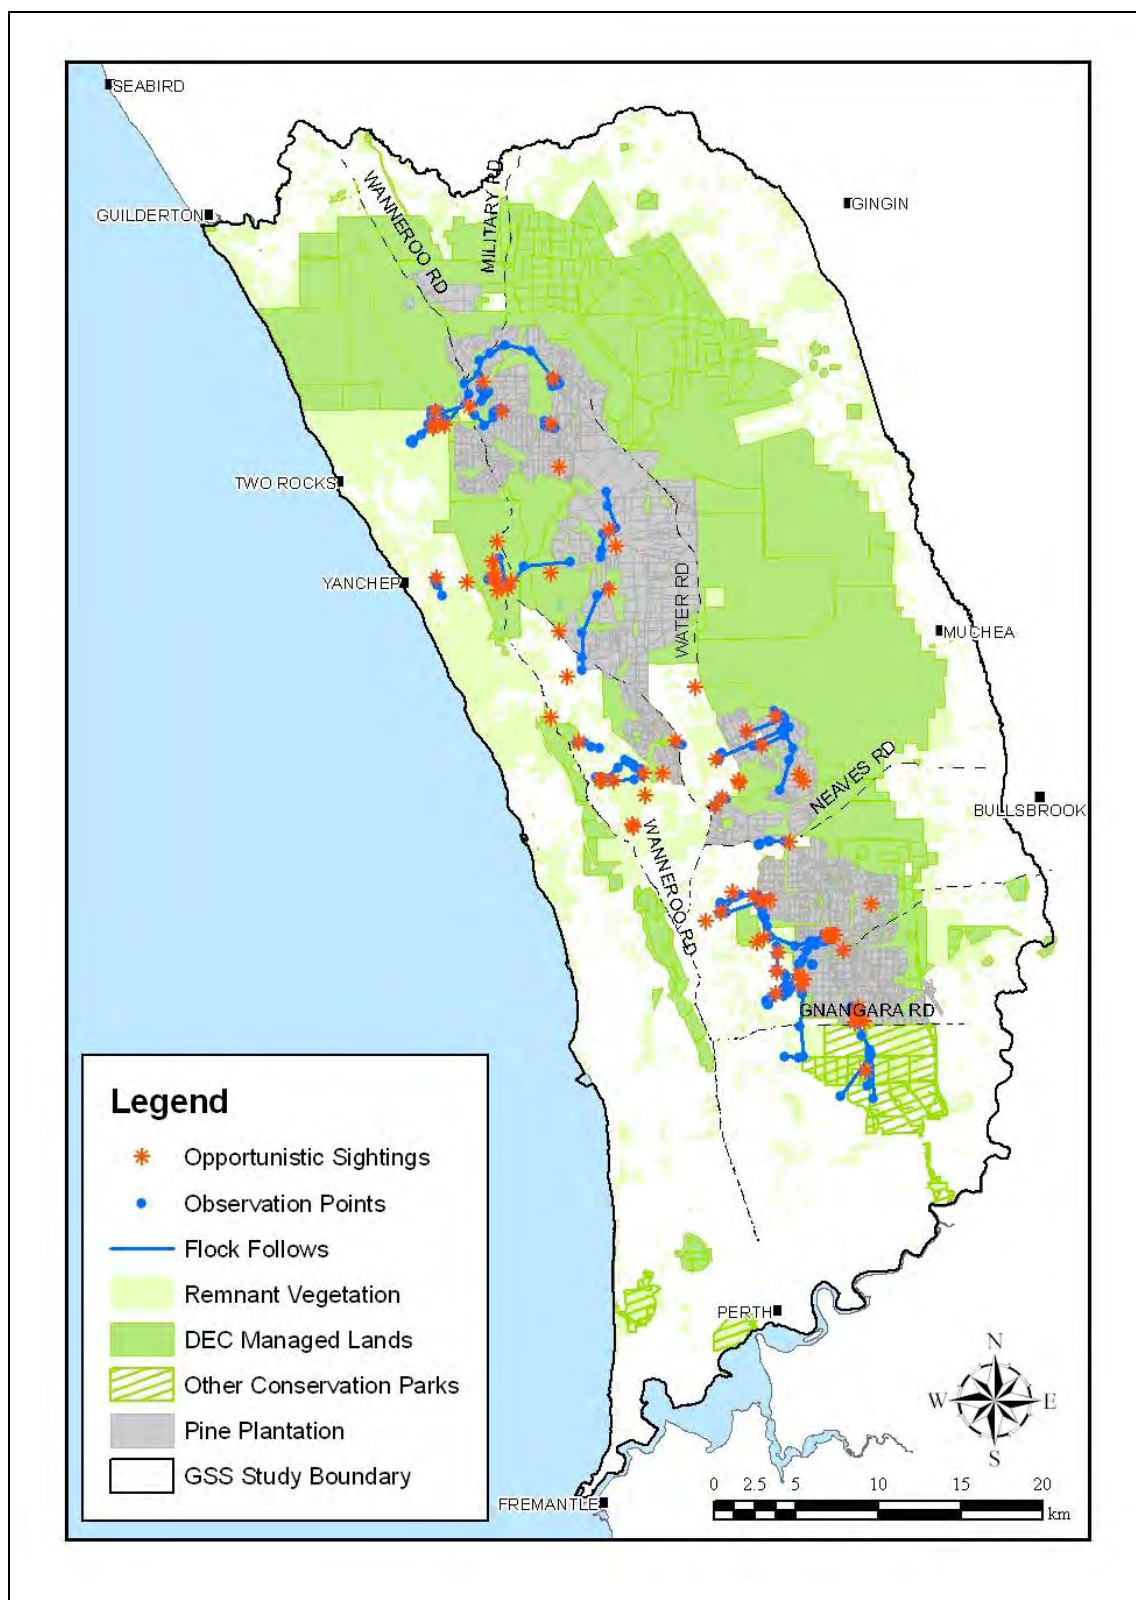 SEABIRD
GUILDERTON
GINGIN
WANNEROO RD
MILITARY RD
TWO ROCKS
YANCHEP
WATER RD
MUCHEA
NEAVES RD
BULLSBROOK
WANNEROO RD
GNANGARA RD
Legend
Opportunistic Sightings
Observation Points
Flock Follows
Remnant Vegetation
DEC Managed Lands
Other Conservation Parks
Pine Plantation
GSS Study Boundary
PERTH
FREMANTLE
N
W E
S
0 2.5 5 10 15 20
km